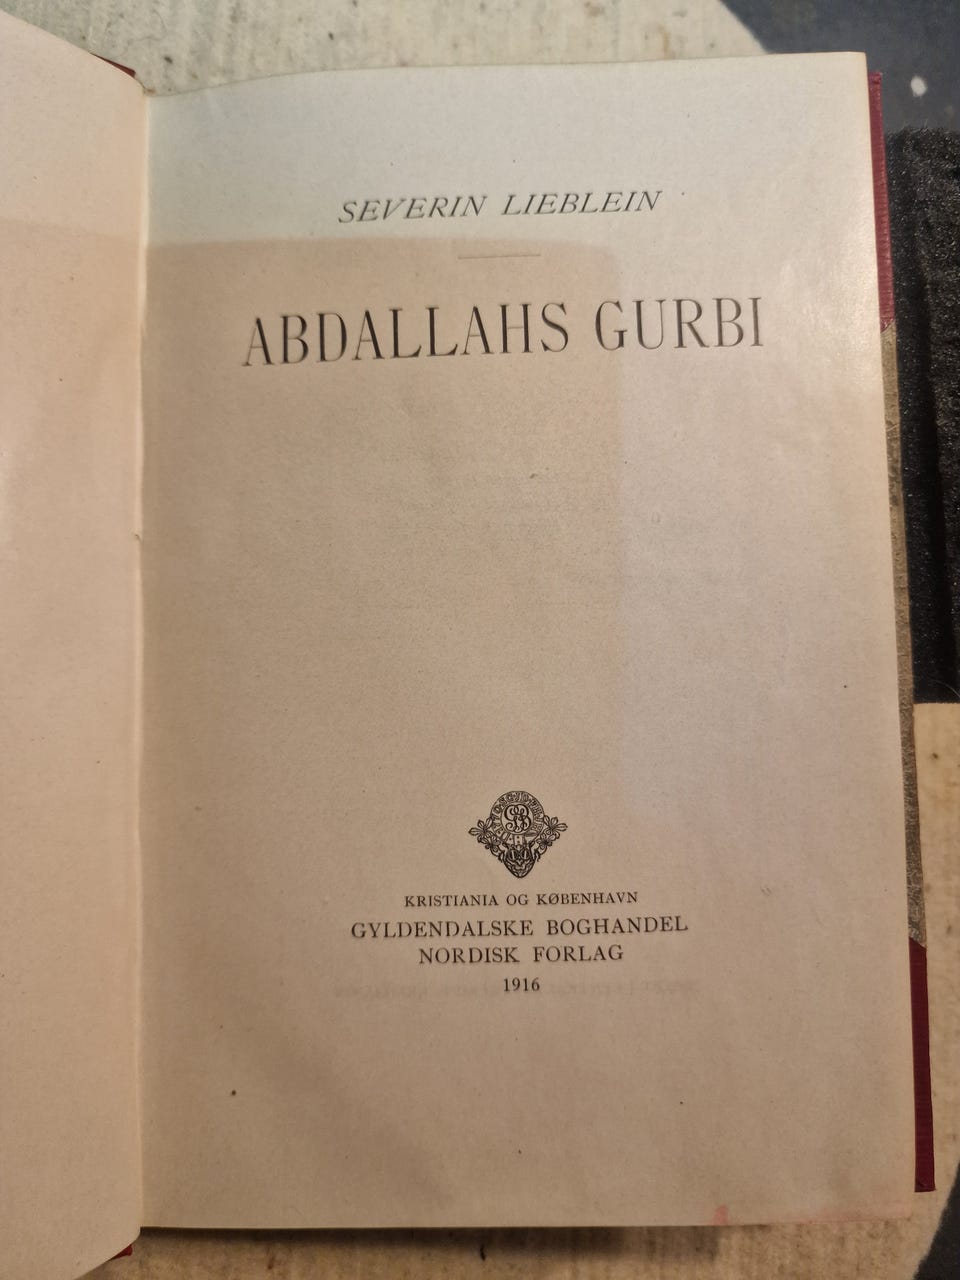 SEVERIN LIEBLEIN
ABDALLAHS GURBI
KRISTIANIA OG KØBENHAVN
GYLDENDALSKE BOGHANDEL
NORDISK FORLAG
1916